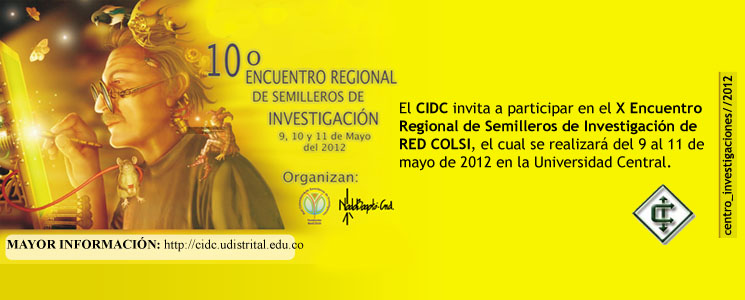 10º
ENCUENTRO REGIONAL
DE SEMILLEROS DE
INVESTIGACIÓN
9, 10 y 11 de Mayo
del 2012
Organizan:
MAYOR INFORMACIÓN: http://cidc.udistrital.edu.co
El CIDC invita a participar en el X Encuentro
Regional de Semilleros de Investigación de
RED COLSI, el cual se realizará del 9 al 11 de
mayo de 2012 en la Universidad Central.
centro_investigaciones//2012